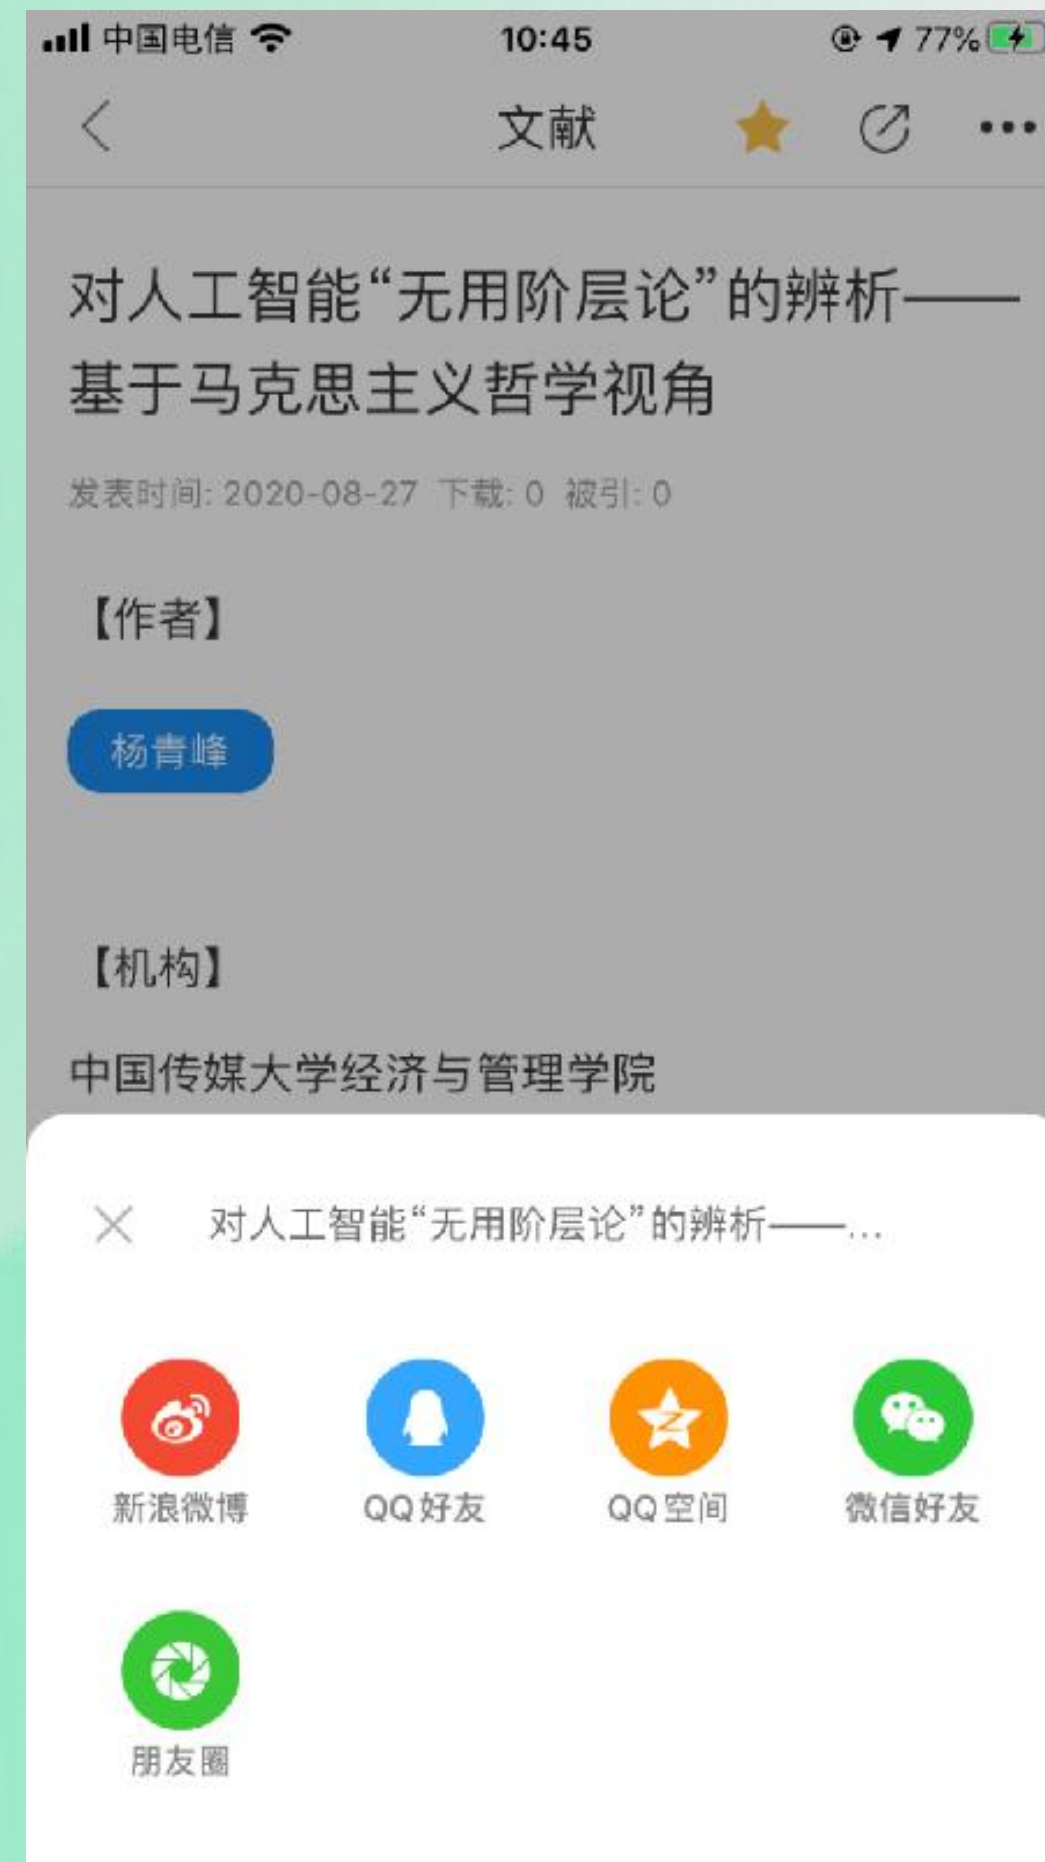 中国电信 10:45 77%
文献
对人工智能“无用阶层论”的辨析——
基于马克思主义哲学视角
发表时间: 2020-08-27 下载: 0 被引: 0
【作者】
杨青峰
【机构】
中国传媒大学经济与管理学院
对人工智能“无用阶层论”的辨析——...
新浪微博 QQ好友 QQ空间 微信好友
朋友圈